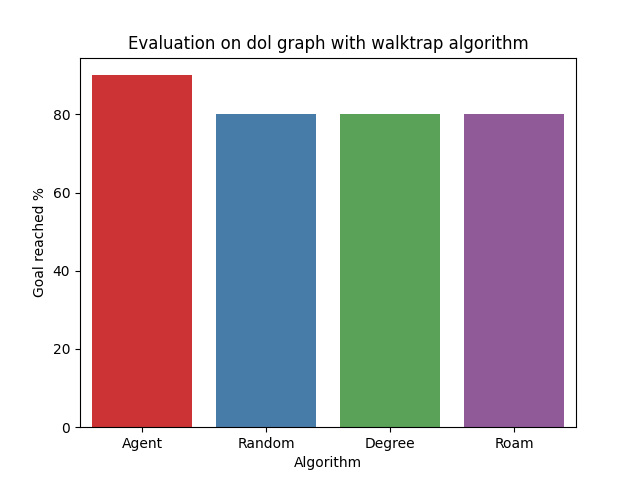 Evaluation on dol graph with walktrap algorithm
Goal reached %
80
60
40
20
0
Agent
Random
Degree
Roam
Algorithm